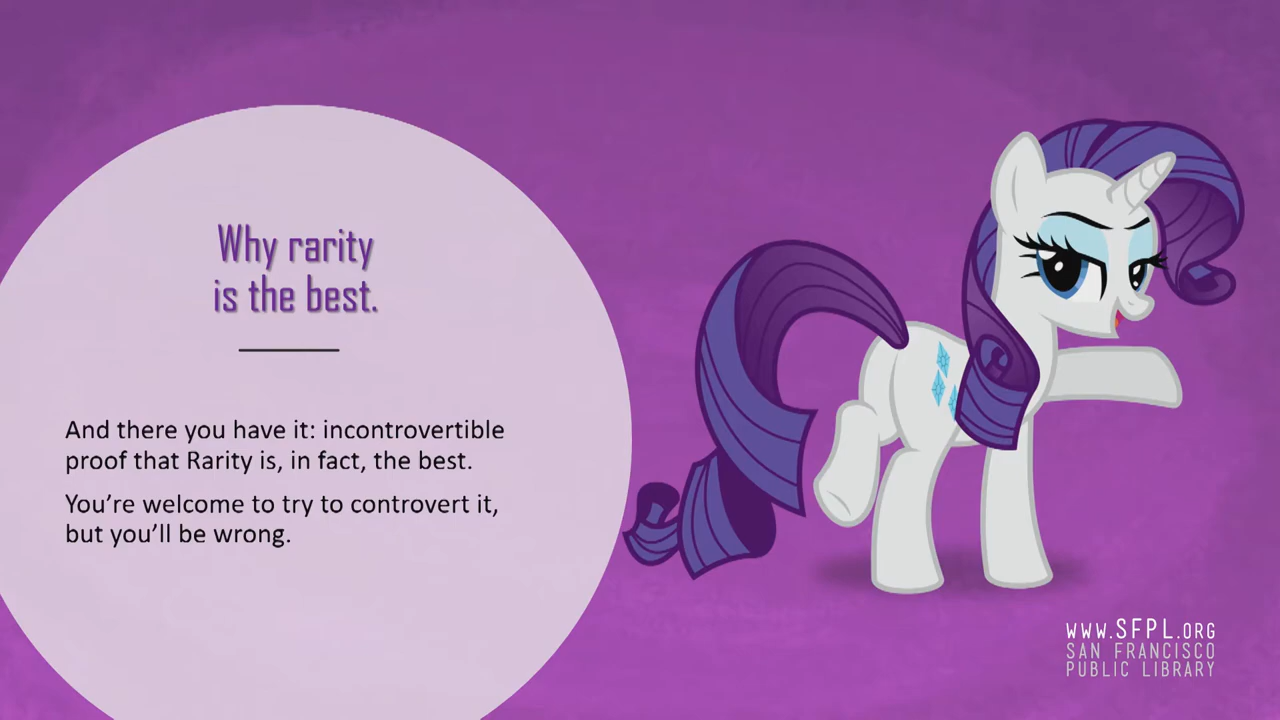 Why rarity
is the best.
And there you have it: incontrovertible
proof that Rarity is, in fact, the best.
You're welcome to try to controvert it,
but you'll be wrong.
WWW.SFPL.ORG
SAN FRANCISCO
PUBLIC LIBRARY